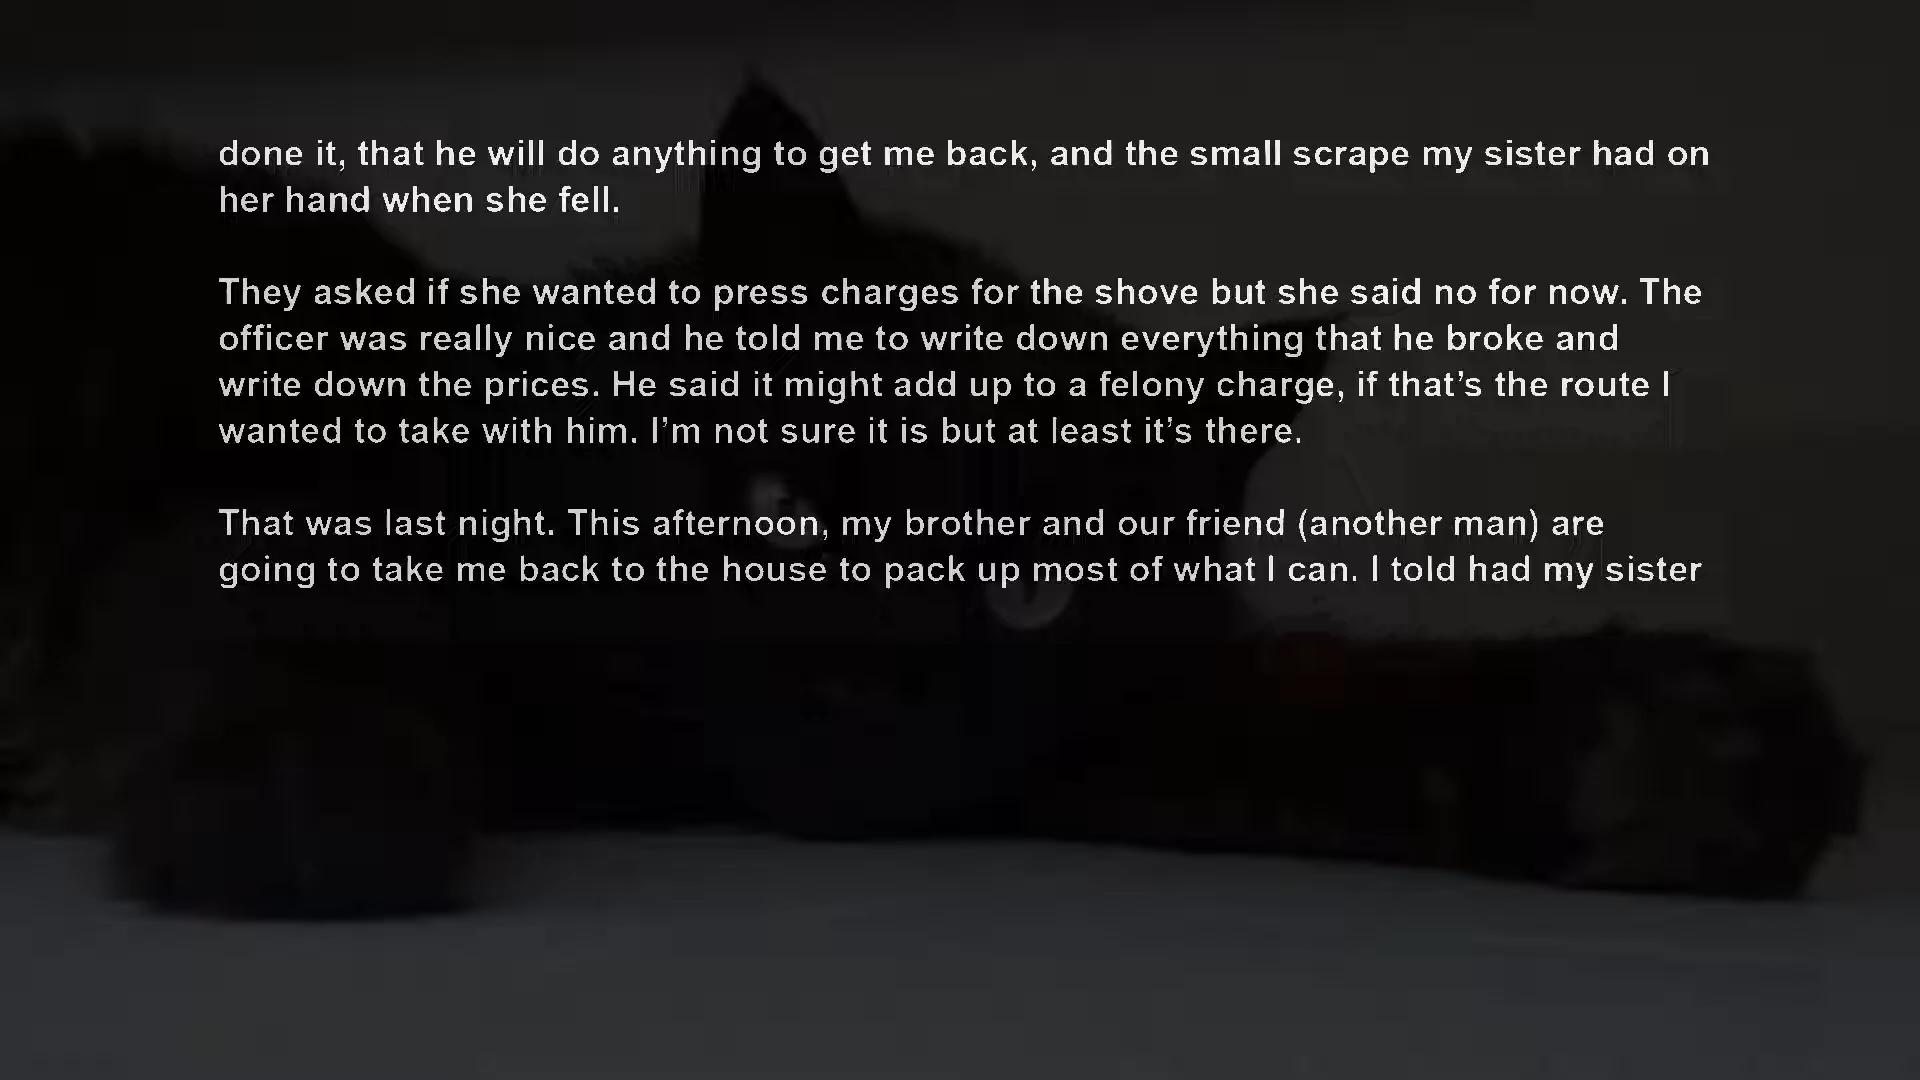 done it, that he will do anything to get me back, and the small scrape my sister had on
her hand when she fell.
They asked if she wanted to press charges for the shove but she said no for now. The
officer was really nice and he told me to write down everything that he broke and
write down the prices. He said it might add up to a felony charge, if that’s the route I
wanted to take with him. I’m not sure it is but at least it’s there.
That was last night. This afternoon, my brother and our friend (another man) are
going to take me back to the house to pack up most of what I can. I told had my sister